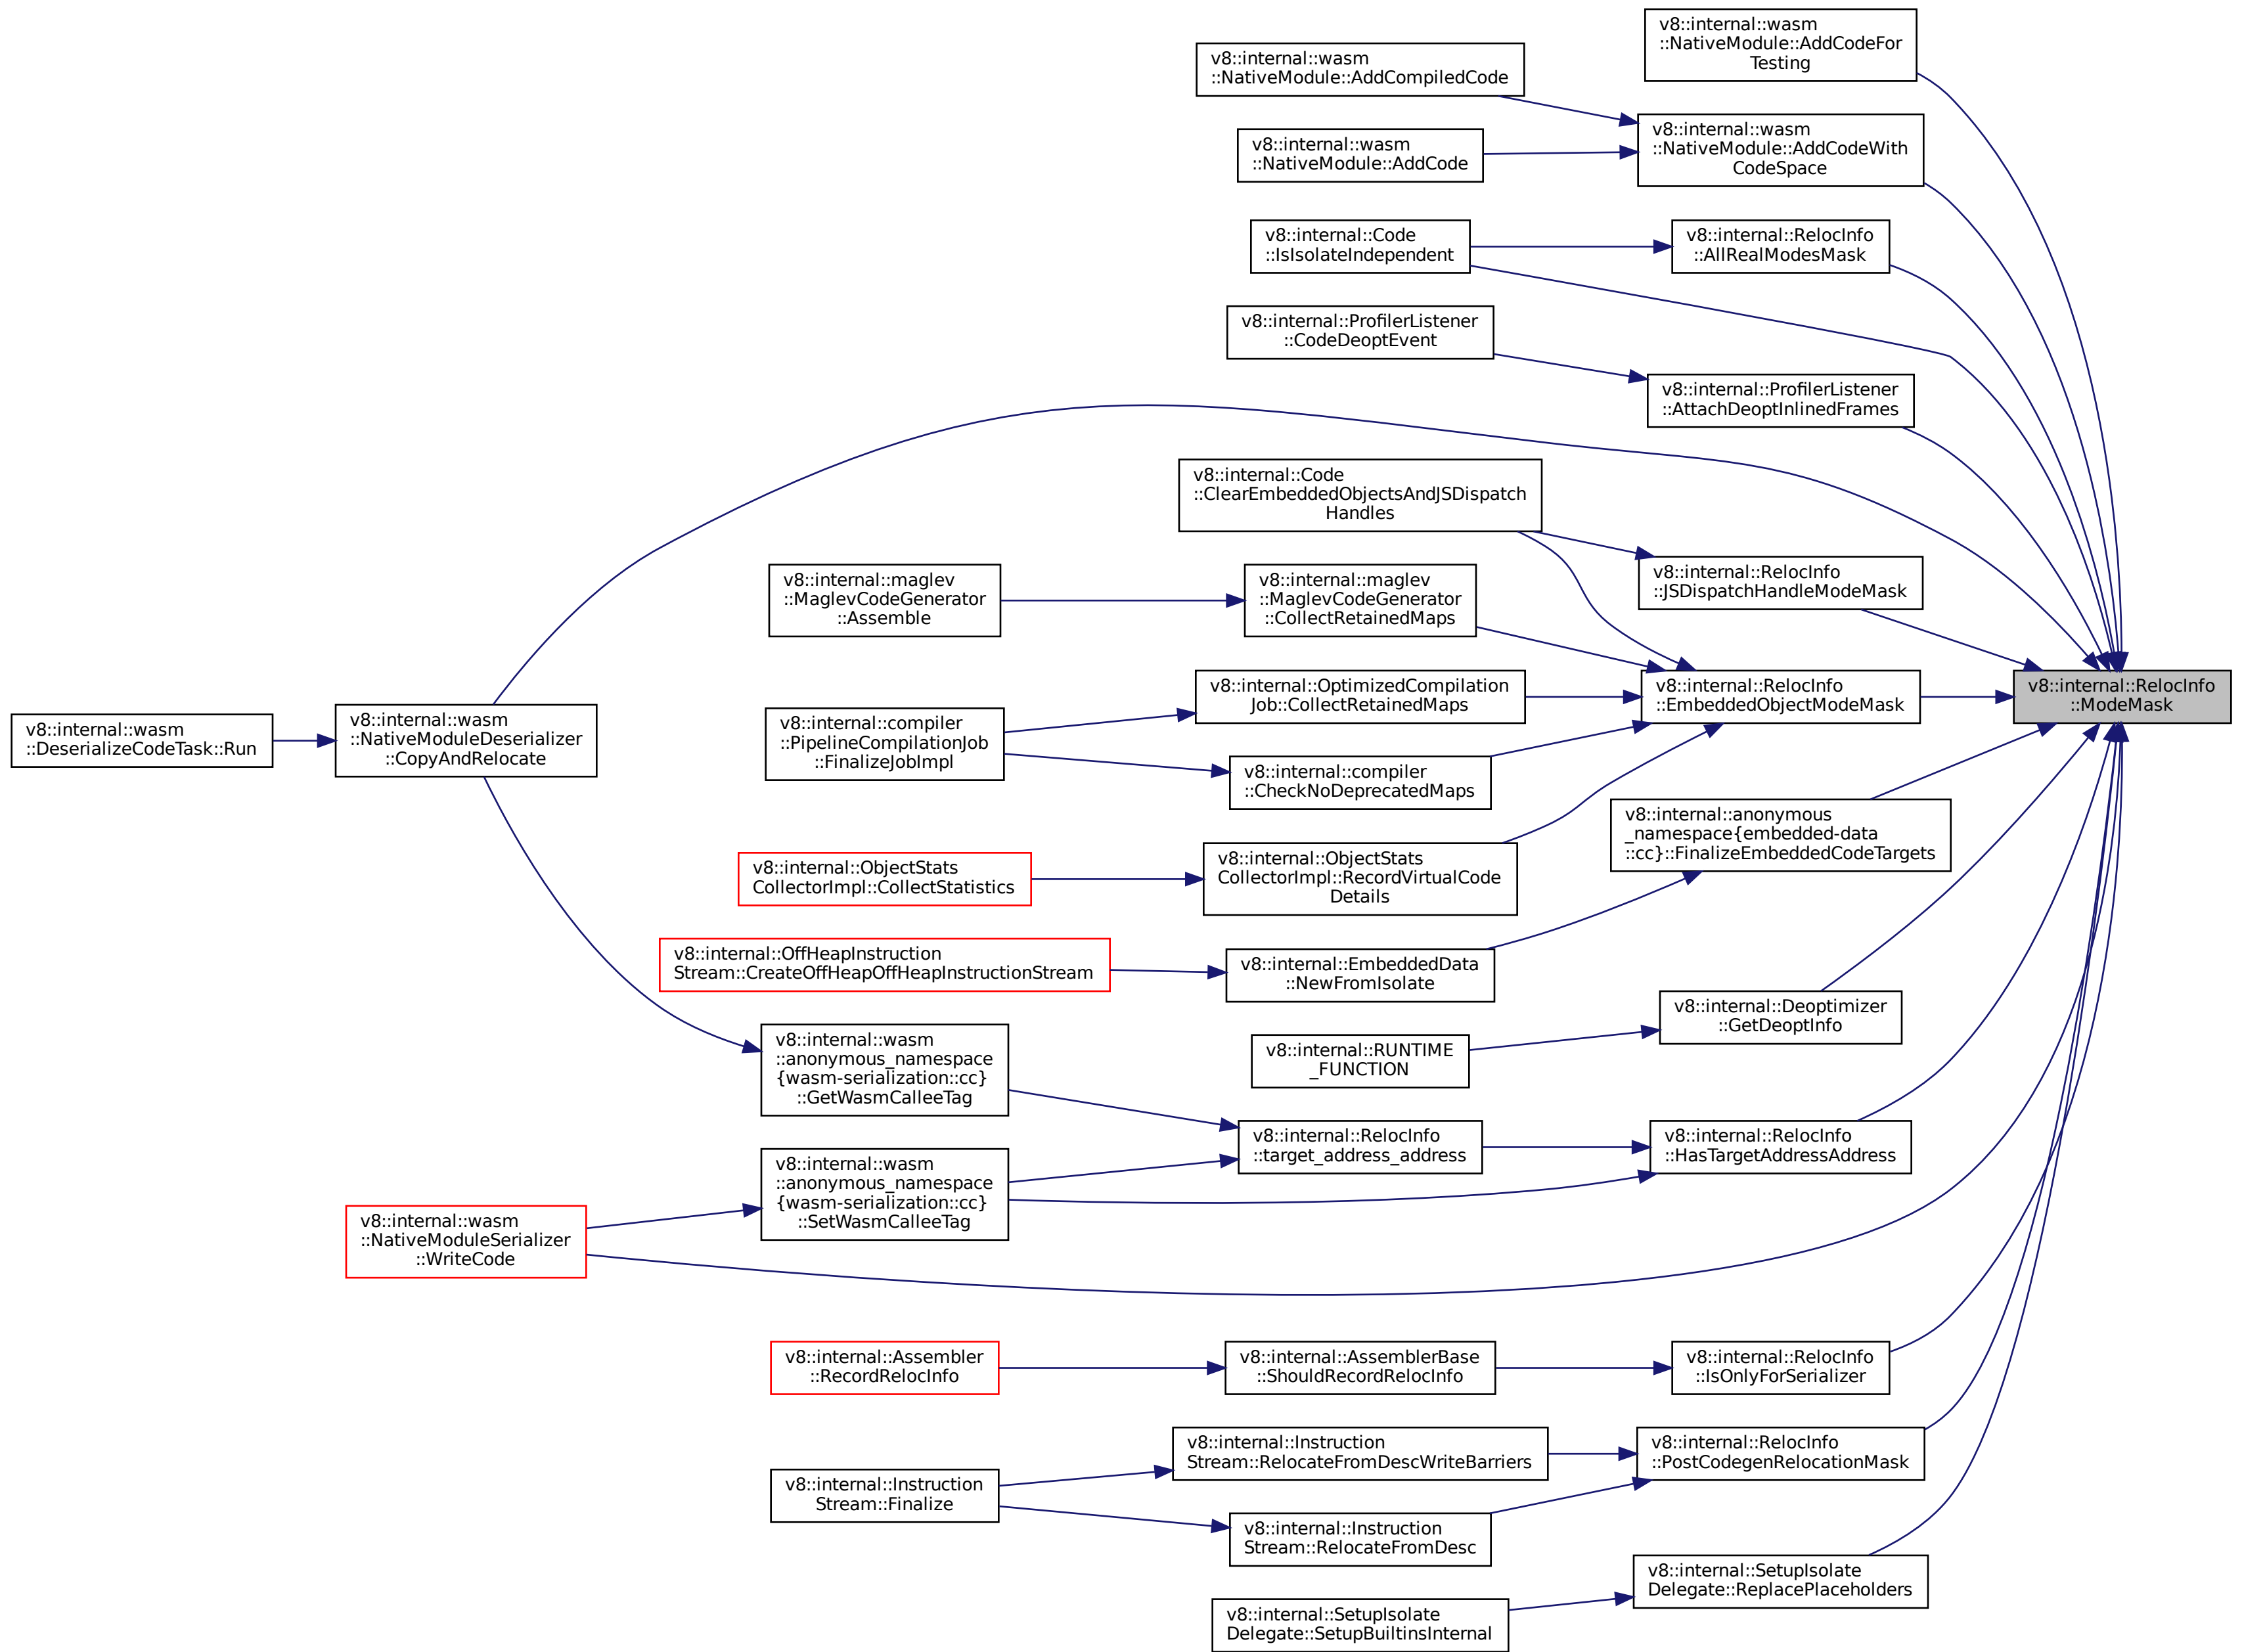 v8::internal::wasm
::NativeModule::AddCodeFor
Testing
v8::internal::wasm
::NativeModule::AddCompiledCode
v8::internal::wasm
::NativeModule::AddCodeWith
CodeSpace
v8::internal::wasm
::NativeModule::AddCode
v8::internal::Code
::IsIsolateIndependent
v8::internal::RelocInfo
::AllRealModesMask
v8::internal::ProfilerListener
::CodeDeoptEvent
v8::internal::ProfilerListener
::AttachDeoptInlinedFrames
v8::internal::Code
::ClearEmbeddedObjectsAndJSDispatch
Handles
v8::internal::RelocInfo
::JSDispatchHandleModeMask
v8::internal::maglev
::MaglevCodeGenerator
::Assemble
v8::internal::maglev
::MaglevCodeGenerator
::CollectRetainedMaps
v8::internal::OptimizedCompilation
Job::CollectRetainedMaps
v8::internal::RelocInfo
::EmbeddedObjectModeMask
v8::internal::RelocInfo
::ModeMask
v8::internal::wasm
::DeserializeCodeTask::Run
v8::internal::wasm
::NativeModuleDeserializer
::CopyAndRelocate
v8::internal::compiler
::PipelineCompilationJob
::FinalizeJobImpl
v8::internal::compiler
::CheckNoDeprecatedMaps
v8::internal::anonymous
_namespace{embedded-data
::cc}::FinalizeEmbeddedCodeTargets
v8::internal::ObjectStats
CollectorImpl::CollectStatistics
v8::internal::ObjectStats
CollectorImpl::RecordVirtualCode
Details
v8::internal::OffHeapInstruction
Stream::CreateOffHeapOffHeapInstructionStream
v8::internal::EmbeddedData
::NewFromIsolate
v8::internal::Deoptimizer
::GetDeoptInfo
v8::internal::RUNTIME
_FUNCTION
v8::internal::wasm
::anonymous_namespace
{wasm-serialization::cc}
::GetWasmCalleeTag
v8::internal::RelocInfo
::target_address_address
v8::internal::RelocInfo
::HasTargetAddressAddress
v8::internal::wasm
::anonymous_namespace
{wasm-serialization::cc}
::SetWasmCalleeTag
v8::internal::wasm
::NativeModuleSerializer
::WriteCode
v8::internal::Assembler
::RecordRelocInfo
v8::internal::AssemblerBase
::ShouldRecordRelocInfo
v8::internal::RelocInfo
::IsOnlyForSerializer
v8::internal::Instruction
Stream::RelocateFromDescWriteBarriers
v8::internal::RelocInfo
::PostCodegenRelocationMask
v8::internal::Instruction
Stream::Finalize
v8::internal::Instruction
Stream::RelocateFromDesc
v8::internal::SetupIsolate
Delegate::ReplacePlaceholders
v8::internal::SetupIsolate
Delegate::SetupBuiltinsInternal